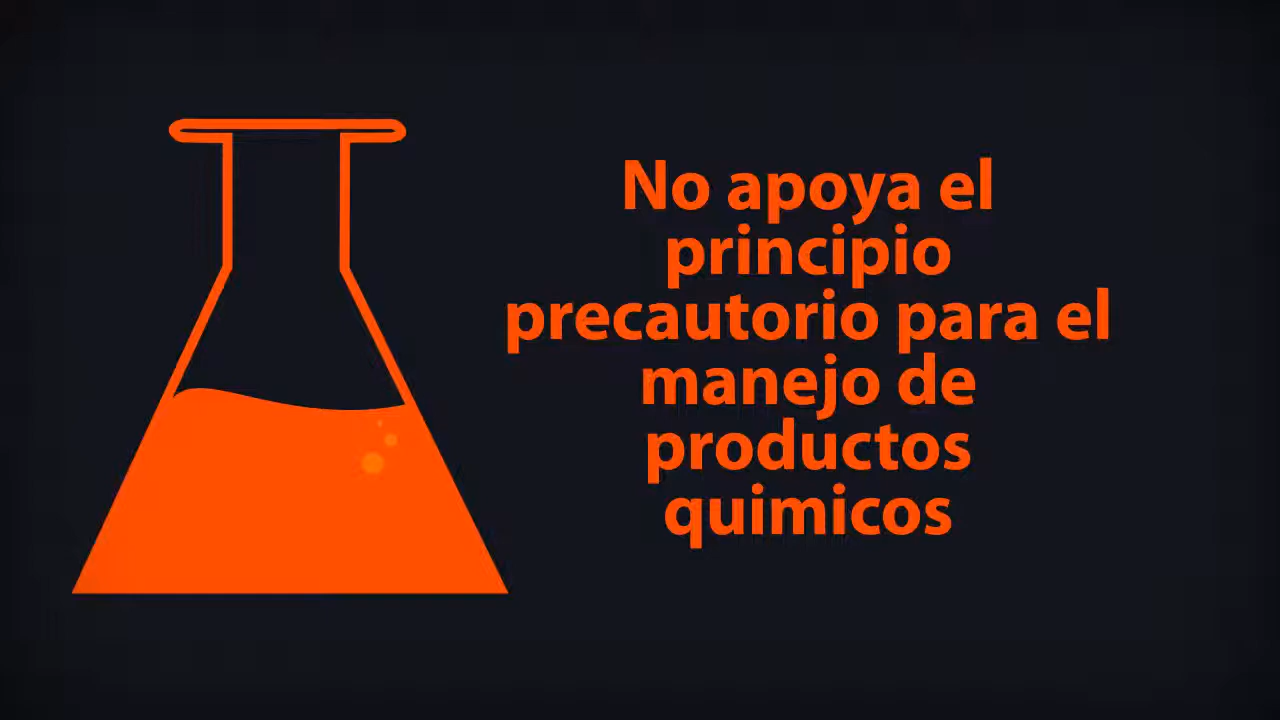 No apoya el
principio
precautorio para el
manejo de
productos
quimicos